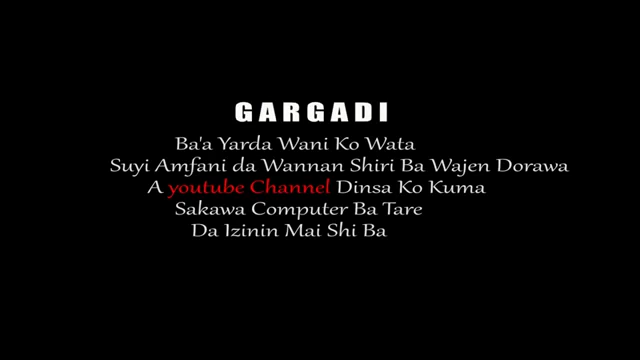 GARGADI
Ba'a Yarda Wani Ko Wata
Suyi Amfani da Wannan Shiri Ba Wajen Dorawa
A youtube Channel Dinsa Ko Kuma
Sakawa Computer Ba Tare
Da Izinin Mai Shi Ba